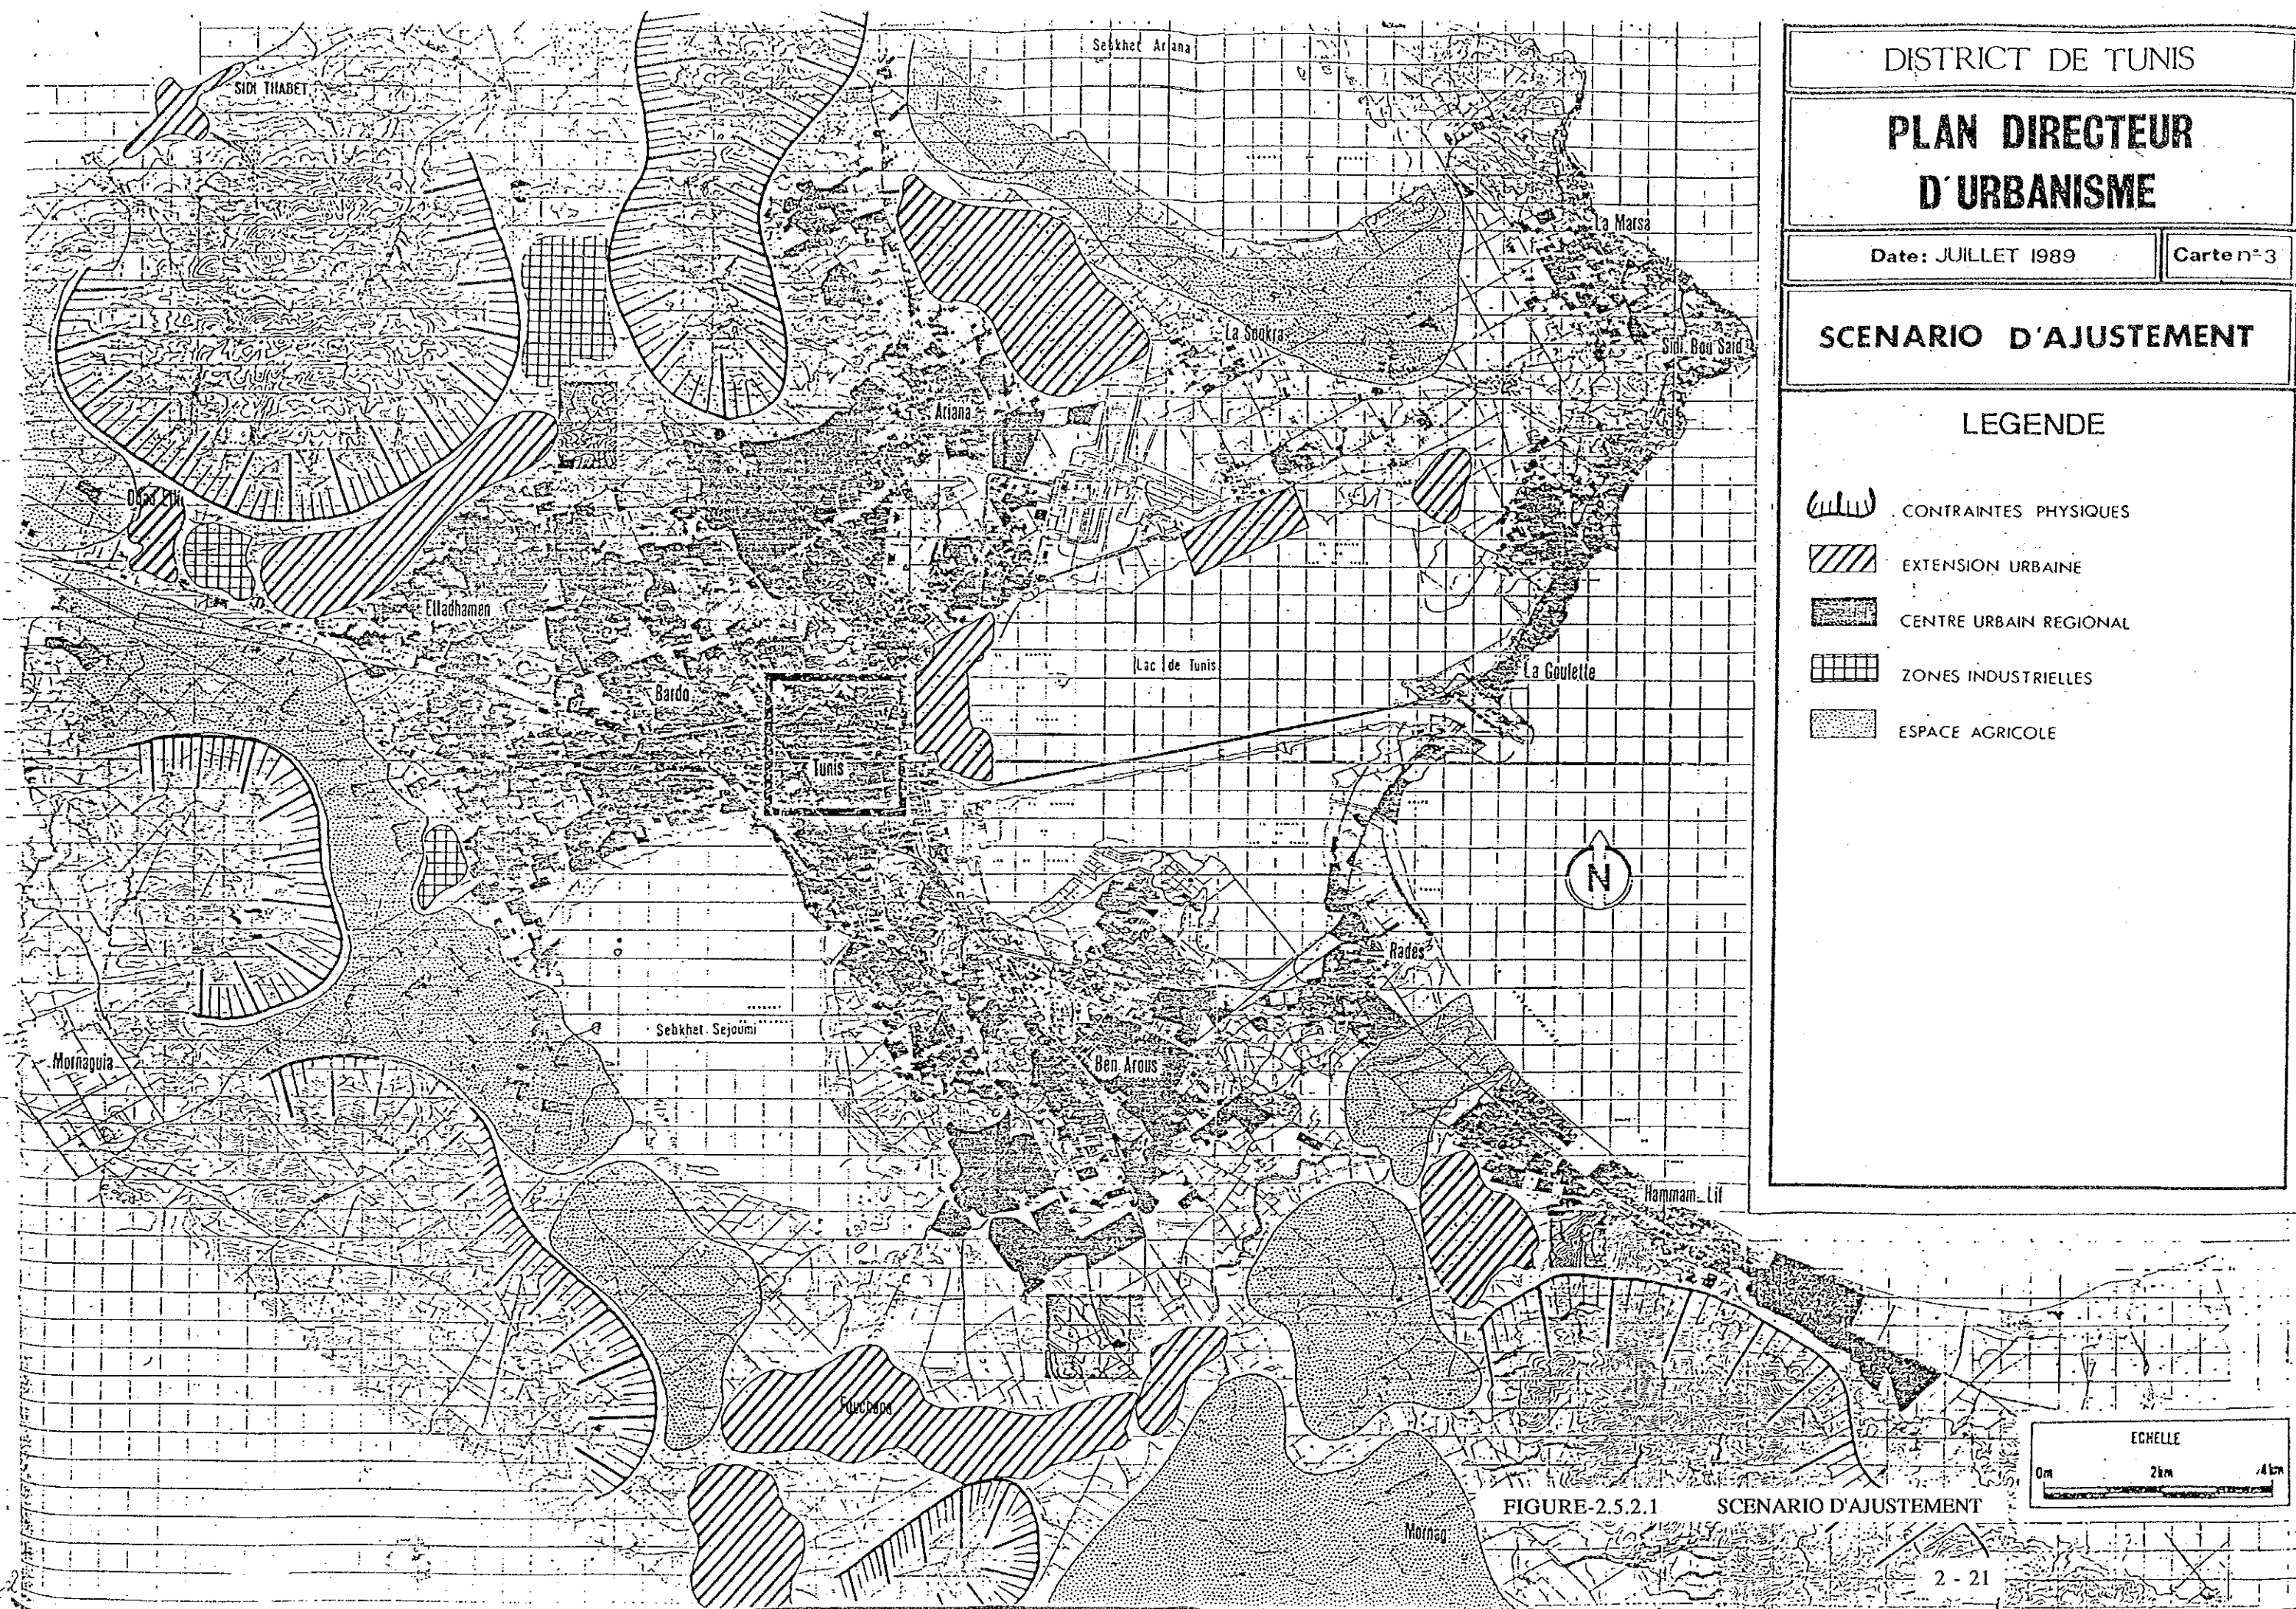 DISTRICT DE TUNIS
PLAN DIRECTEUR
D'URBANISME
Date: JUILLET 1989
Carte n°3
SCENARIO D'AJUSTEMENT
LEGENDE
CONTRAINTES PHYSIQUES
EXTENSION URBAINE
CENTRE URBAIN REGIONAL
ZONES INDUSTRIELLES
ESPACE AGRICOLE
Sebkhet Ariana
SIDI THABET
La Marsa
La Soukra
Sidi Bou Said
Ariana
Elladhamen
Bardo
Lac de Tunis
La Goulette
Tunis
N
Rades
Sebkhet Sejoumi
Mornaguia
Ben Arous
Hammam-Lif
Fouchana
Mornag
ECHELLE
0m 2km 4km
FIGURE-2.5.2.1 SCENARIO D'AJUSTEMENT
2 - 21